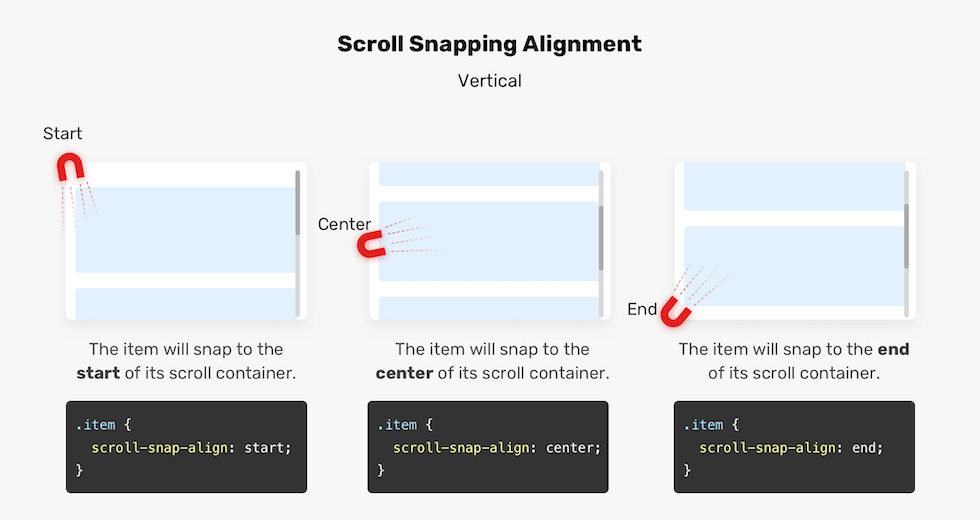 Scroll Snapping Alignment
Vertical
Start
Center
End
The item will snap to the
start of its scroll container.
The item will snap to the
center of its scroll container.
The item will snap to the end
of its scroll container.
.item {
  scroll-snap-align: start;
}
.item {
  scroll-snap-align: center;
}
.item {
  scroll-snap-align: end;
}